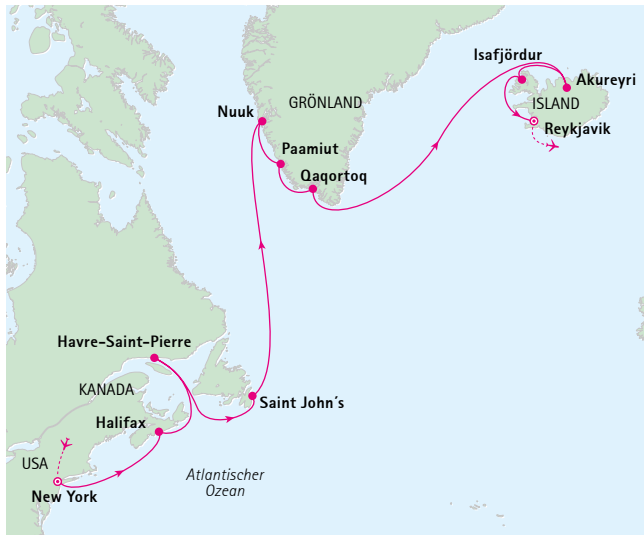 Isafjördur
Akureyri
GRÖNLAND
ISLAND
Nuuk
Reykjavik
Paamiut
Qaqortoq
Havre-Saint-Pierre
KANADA
Saint John´s
Halifax
USA
Atlantischer
Ozean
New York